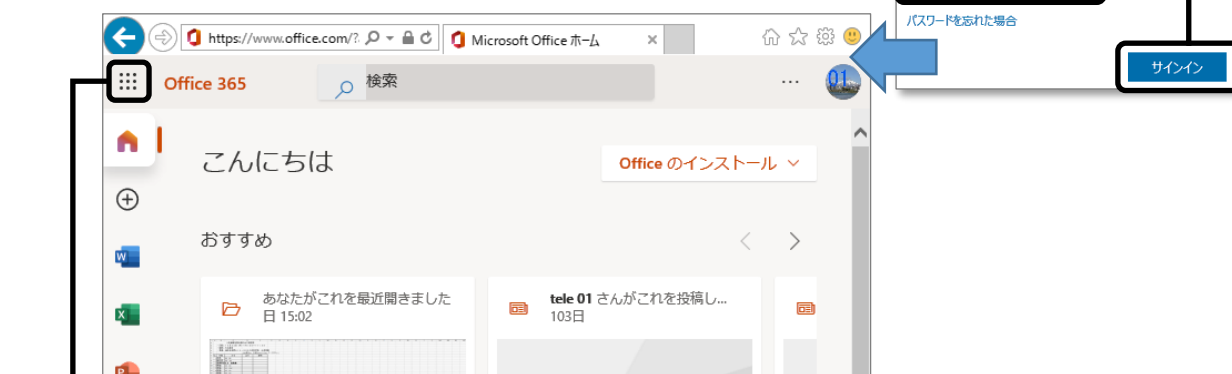 パスワードを忘れた場合
サインイン
https://www.office.com/?
Microsoft Office ホーム
Office 365
検索
01
こんにちは
Office のインストール
おすすめ
あなたがこれを最近開きました
日 15:02
tele 01 さんがこれを投稿し...
103日